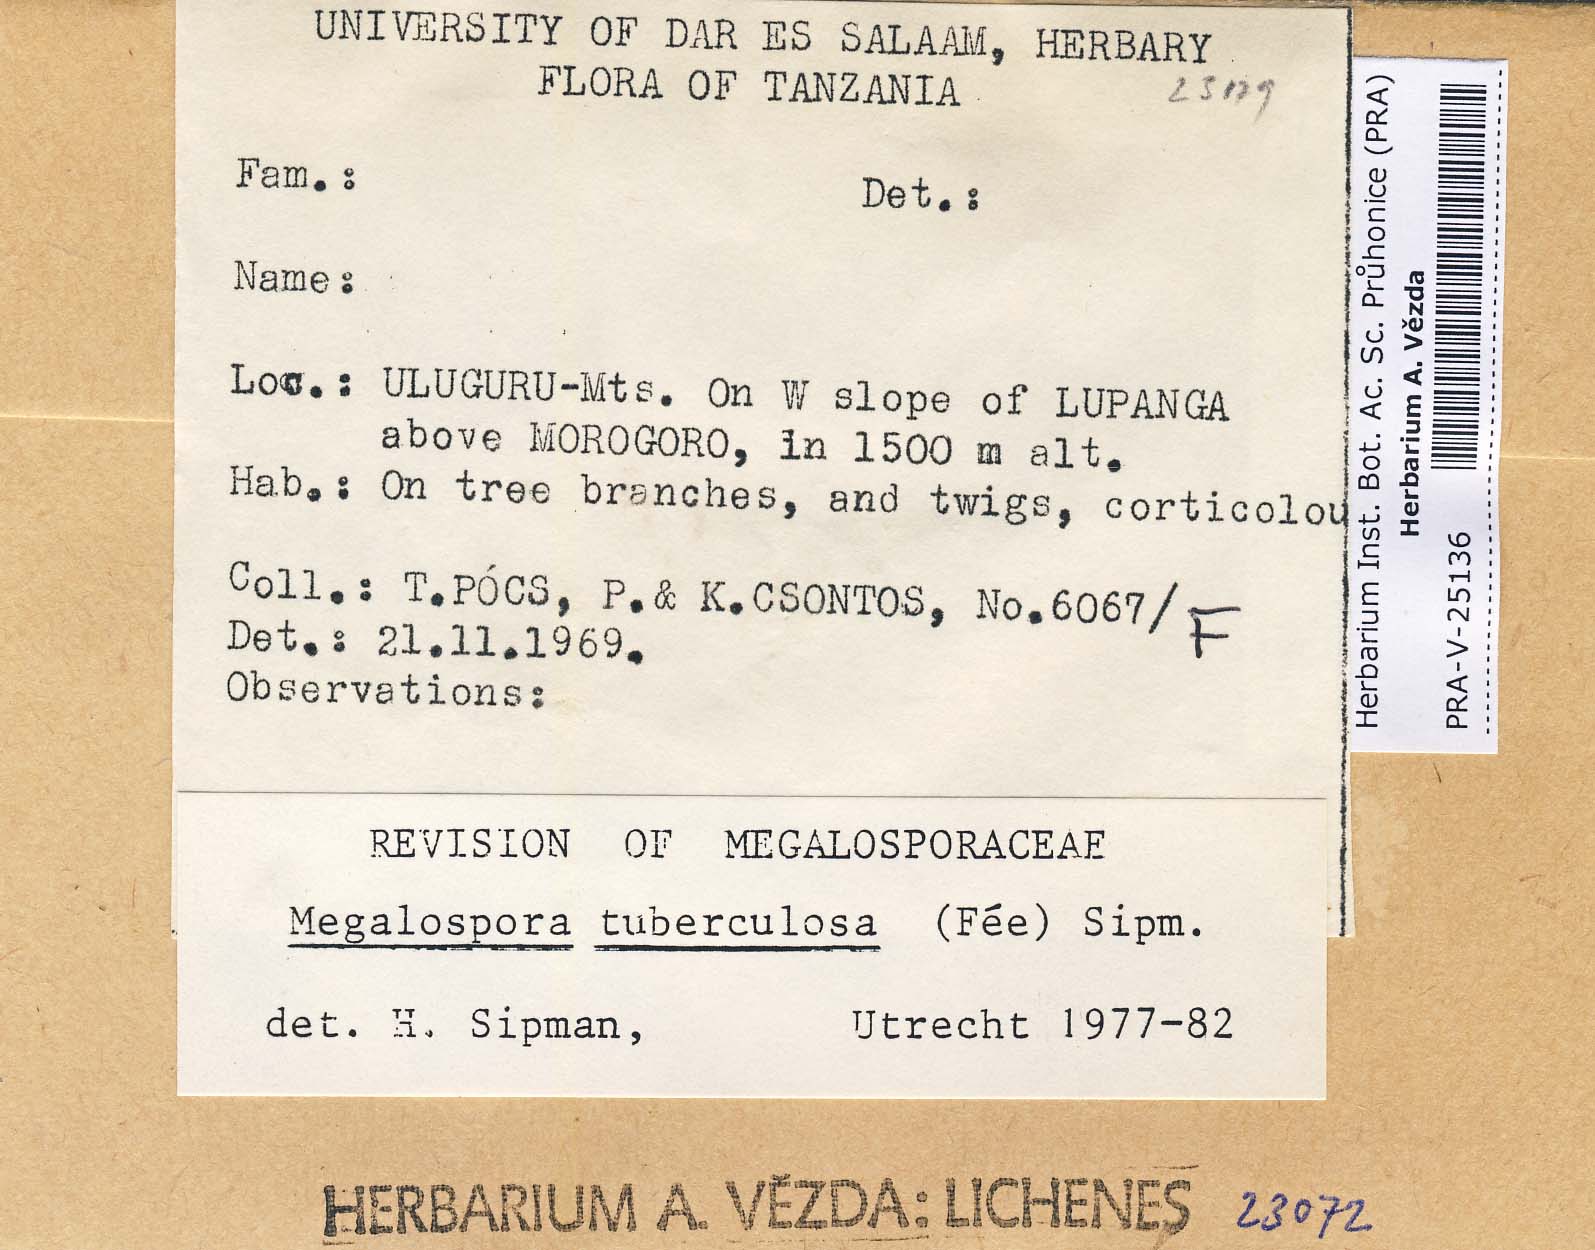 UNIVERSITY OF DAR ES SALAAM, HERBARY
FLORA OF TANZANIA
Fam.:
Det.:
Name:
Loc.: ULUGURU-Mts. On W slope of LUPANGA
above MOROGORO, in 1500 m alt.
Hab.: On tree branches, and twigs, corticolou
Coll.: T.PÓCS, P.& K.CSONTOS, No.6067/F
Det.: 21.11.1969.
Observations:
REVISION OF MEGALOSPORACEAE
Megalospora tuberculosa (Fée) Sipm.
det. H. Sipman, Utrecht 1977-82
HERBARIUM A. VĚZDA: LICHENES 23072
Herbarium Inst. Bot. Ac. Sc. Průhonice (PRA)
Herbarium A. Vězda
PRA-V-25136